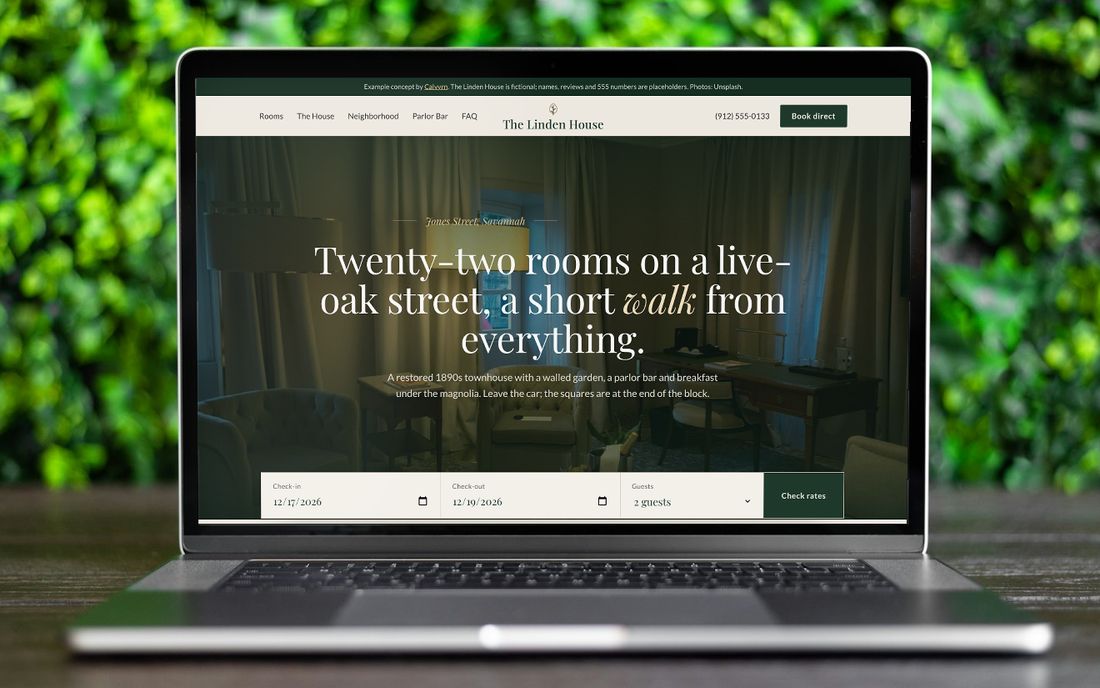 Example concept by Calvyn. The Linden House is fictional; names, reviews and 555 numbers are placeholders. Photos: Unsplash.
Rooms The House Neighborhood Parlor Bar FAQ The Linden House (912) 555-0133 Book direct
Jones Street, Savannah
Twenty-two rooms on a live-
oak street, a short walk from
everything.
A restored 1890s townhouse with a walled garden, a parlor bar and breakfast
under the magnolia. Leave the car; the squares are at the end of the block.
Check-in Check-out Guests
12/17/2026 12/19/2026 2 guests Check rates